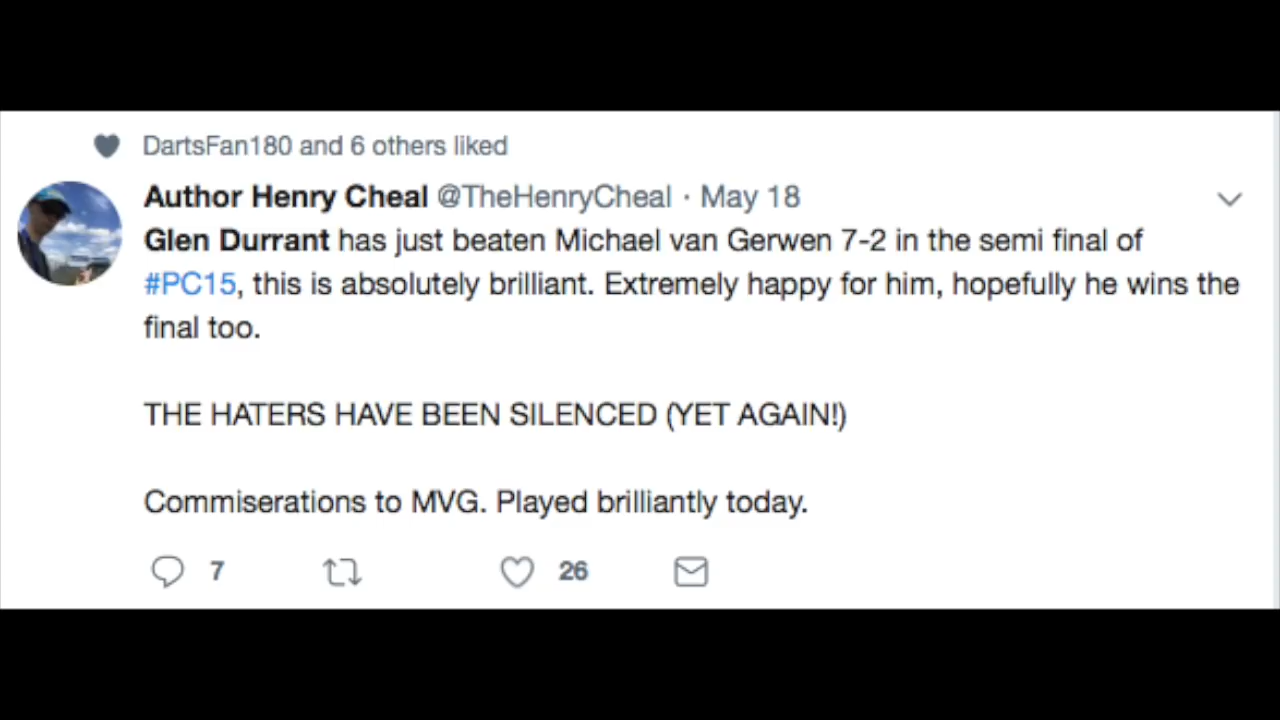 DartsFan180 and 6 others liked
Author Henry Cheal @TheHenryCheal · May 18
Glen Durrant has just beaten Michael van Gerwen 7-2 in the semi final of
#PC15, this is absolutely brilliant. Extremely happy for him, hopefully he wins the
final too.
THE HATERS HAVE BEEN SILENCED (YET AGAIN!)
Commiserations to MVG. Played brilliantly today.
7 26